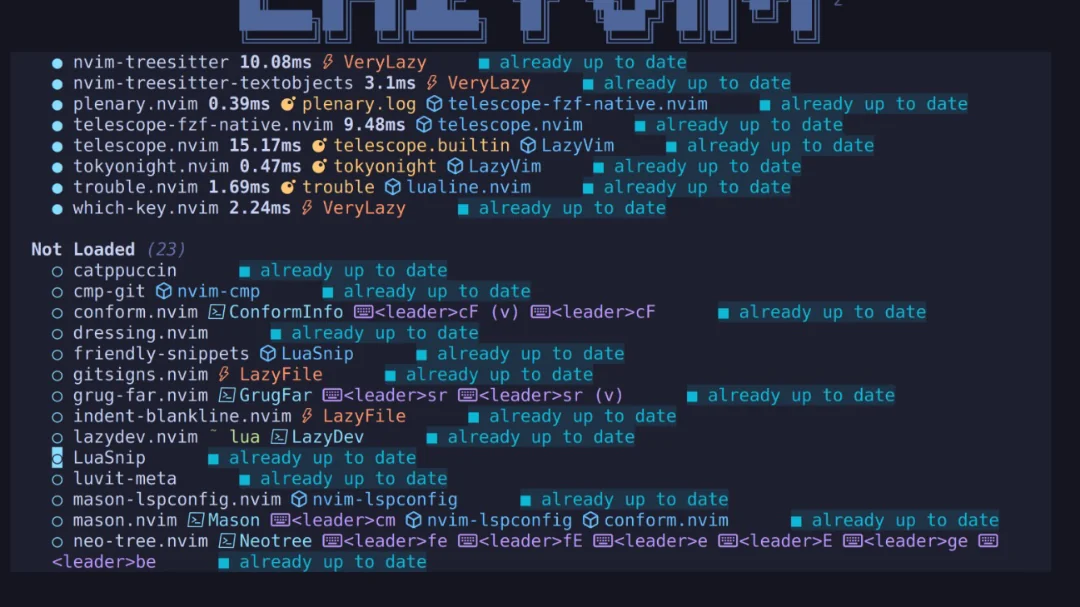 LAZYVIM z
nvim-treesitter 10.08ms VeryLazy already up to date
nvim-treesitter-textobjects 3.1ms VeryLazy already up to date
plenary.nvim 0.39ms plenary.log telescope-fzf-native.nvim already up to date
telescope-fzf-native.nvim 9.48ms telescope.nvim already up to date
telescope.nvim 15.17ms telescope.builtin LazyVim already up to date
tokyonight.nvim 0.47ms tokyonight LazyVim already up to date
trouble.nvim 1.69ms trouble lualine.nvim already up to date
which-key.nvim 2.24ms VeryLazy already up to date
Not Loaded (23)
catppuccin already up to date
cmp-git nvim-cmp already up to date
conform.nvim ConformInfo <leader>cF (v) <leader>cF already up to date
dressing.nvim already up to date
friendly-snippets LuaSnip already up to date
gitsigns.nvim LazyFile already up to date
grug-far.nvim GrugFar <leader>sr <leader>sr (v) already up to date
indent-blankline.nvim LazyFile already up to date
lazydev.nvim lua LazyDev already up to date
LuaSnip already up to date
luvit-meta already up to date
mason-lspconfig.nvim nvim-lspconfig already up to date
mason.nvim Mason <leader>cm nvim-lspconfig conform.nvim already up to date
neo-tree.nvim Neotree <leader>fe <leader>fE <leader>e <leader>E <leader>ge
<leader>be already up to date